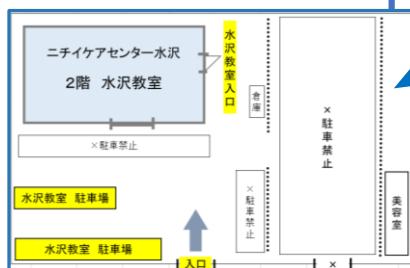 ニチイケアセンター水沢
2階 水沢教室
水沢教室入口
倉庫
×駐車禁止
×駐車禁止
×駐車禁止
水沢教室 駐車場
水沢教室 駐車場
美容室
入口
×